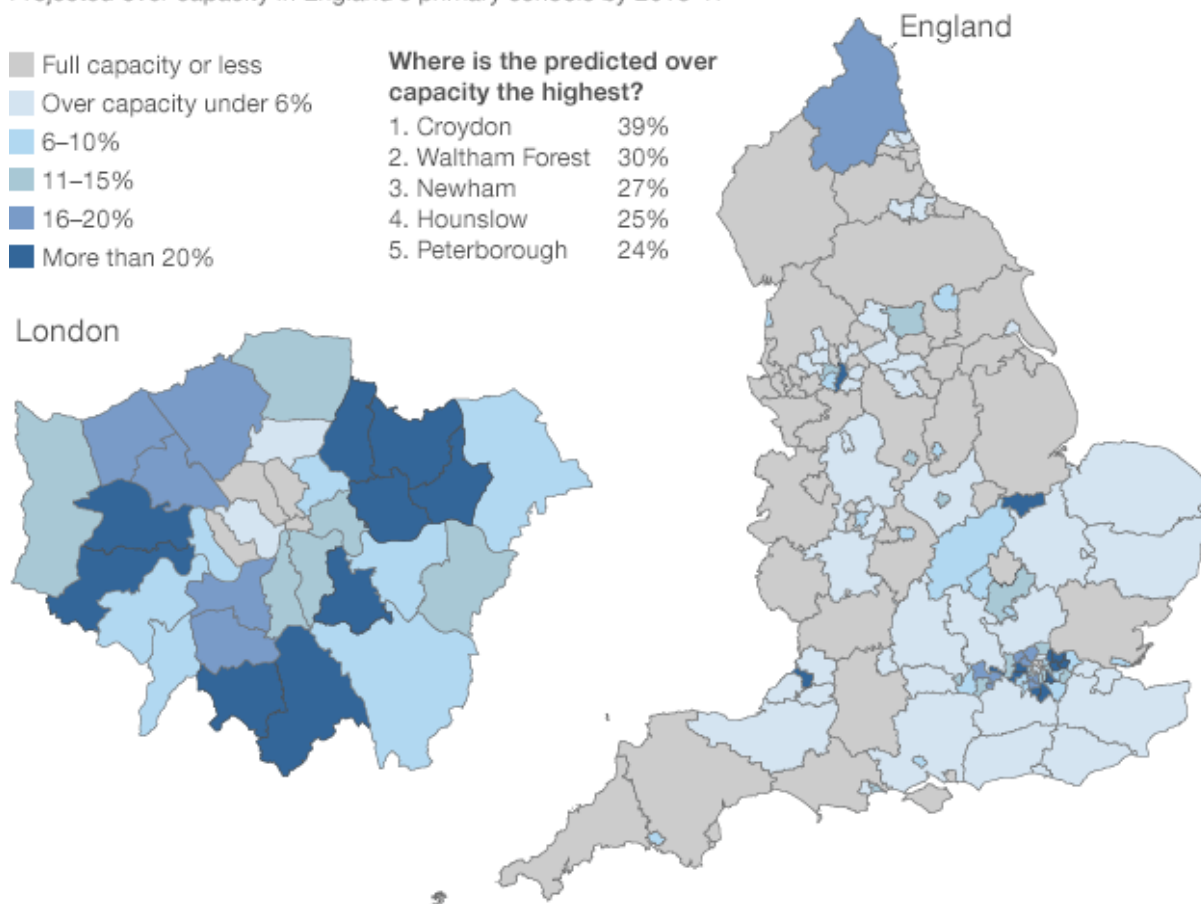 England
Full capacity or less
Over capacity under 6%
6–10%
11–15%
16–20%
More than 20%
Where is the predicted over
capacity the highest?
1. Croydon 39%
2. Waltham Forest 30%
3. Newham 27%
4. Hounslow 25%
5. Peterborough 24%
London